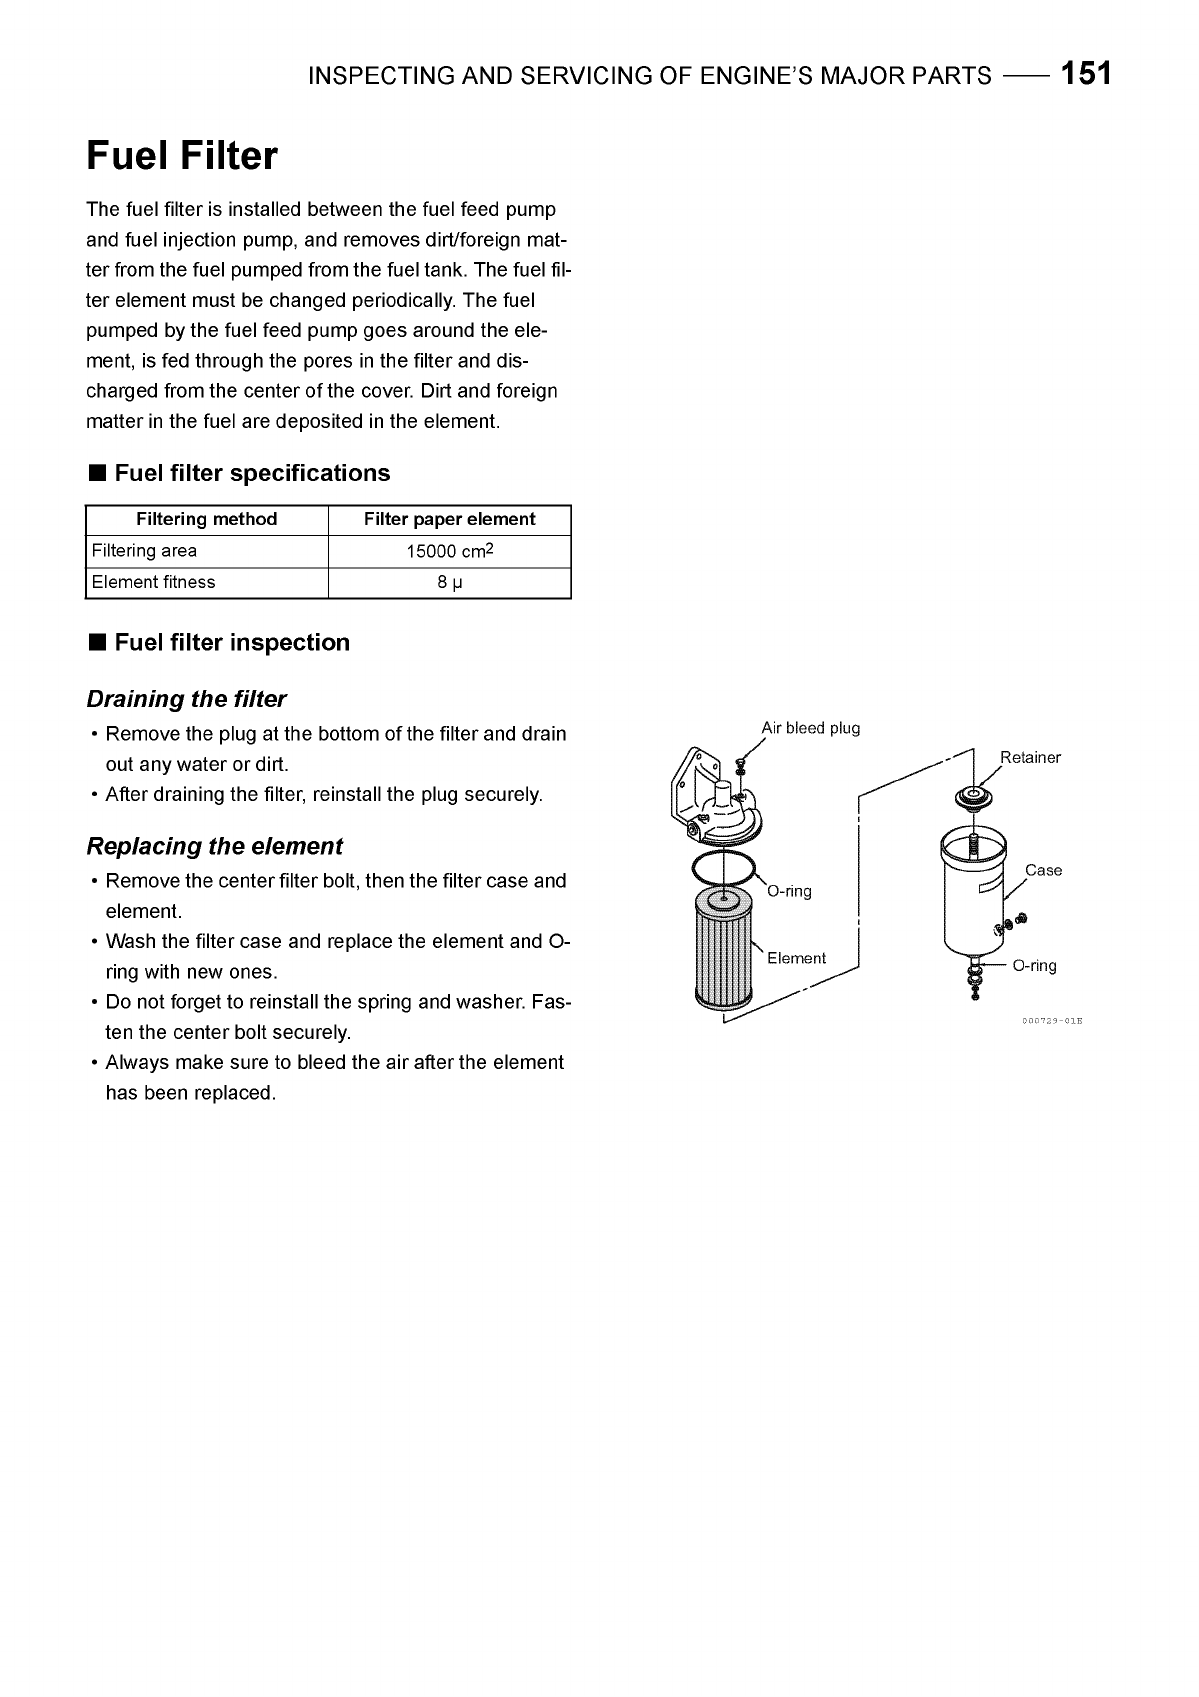 INSPECTING AND SERVICING OF ENGINE'S MAJOR PARTS — 151
Fuel Filter
The fuel filter is installed between the fuel feed pump
and fuel injection pump, and removes dirt/foreign mat-
ter from the fuel pumped from the fuel tank. The fuel fil-
ter element must be changed periodically. The fuel
pumped by the fuel feed pump goes around the ele-
ment, is fed through the pores in the filter and dis-
charged from the center of the cover. Dirt and foreign
matter in the fuel are deposited in the element.
■ Fuel filter specifications
Filtering method Filter paper element
Filtering area 15000 cm²
Element fitness 8 µ
■ Fuel filter inspection
Draining the filter
• Remove the plug at the bottom of the filter and drain
out any water or dirt.
• After draining the filter, reinstall the plug securely.
Replacing the element
• Remove the center filter bolt, then the filter case and
element.
• Wash the filter case and replace the element and O-
ring with new ones.
• Do not forget to reinstall the spring and washer. Fas-
ten the center bolt securely.
• Always make sure to bleed the air after the element
has been replaced.
Air bleed plug
Retainer
Case
O-ring
Element
O-ring
000729-01E